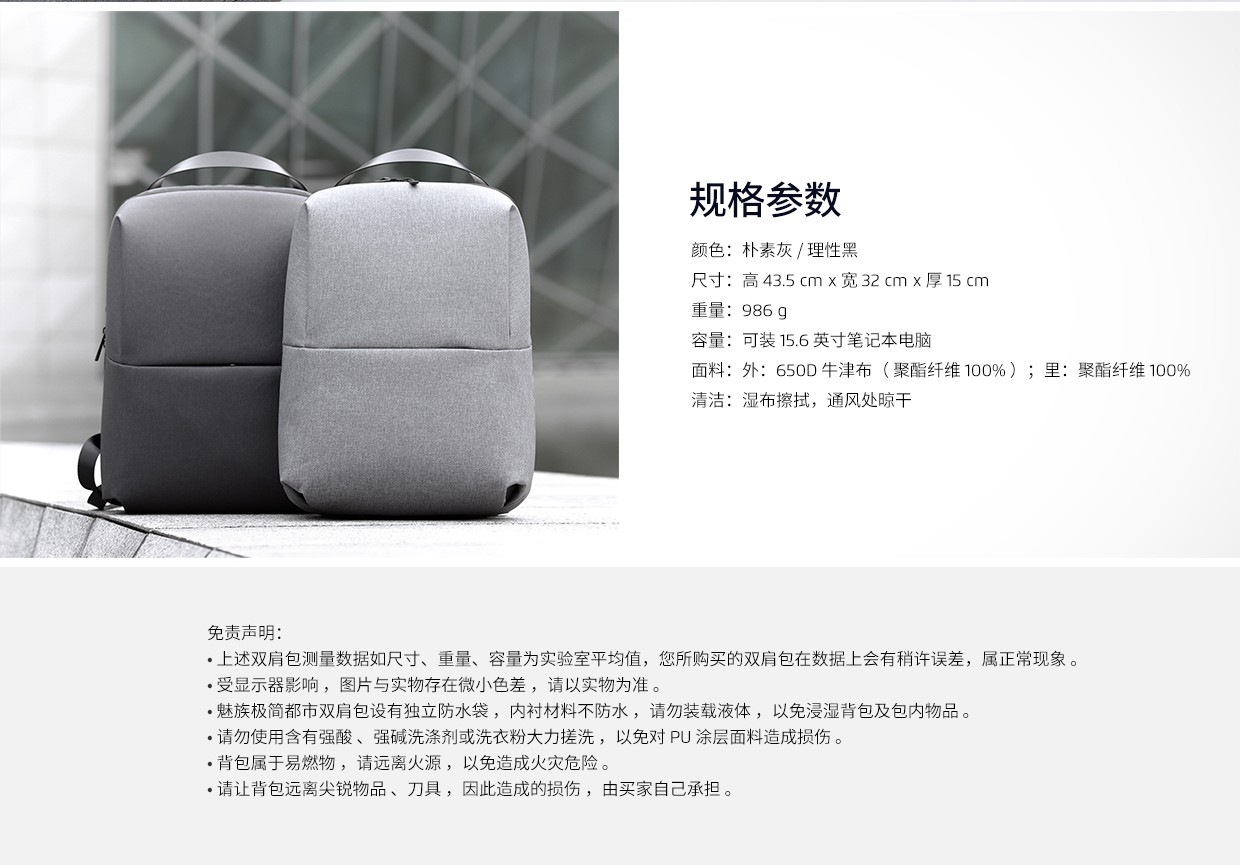 规格参数
颜色：朴素灰 / 理性黑
尺寸：高 43.5 cm x 宽 32 cm x 厚 15 cm
重量：986 g
容量：可装 15.6 英寸笔记本电脑
面料：外：650D 牛津布（聚酯纤维 100%）；里：聚酯纤维 100%
清洁：湿布擦拭，通风处晾干
免责声明：
• 上述双肩包测量数据如尺寸、重量、容量为实验室平均值，您所购买的双肩包在数据上会有稍许误差，属正常现象。
• 受显示器影响，图片与实物存在微小色差，请以实物为准。
• 魅族极简都市双肩包设有独立防水袋，内衬材料不防水，请勿装载液体，以免浸湿背包及包内物品。
• 请勿使用含有强酸、强碱洗涤剂或洗衣粉大力搓洗，以免对 PU 涂层面料造成损伤。
• 背包属于易燃物，请远离火源，以免造成火灾危险。
• 请让背包远离尖锐物品、刀具，因此造成的损伤，由买家自己承担。